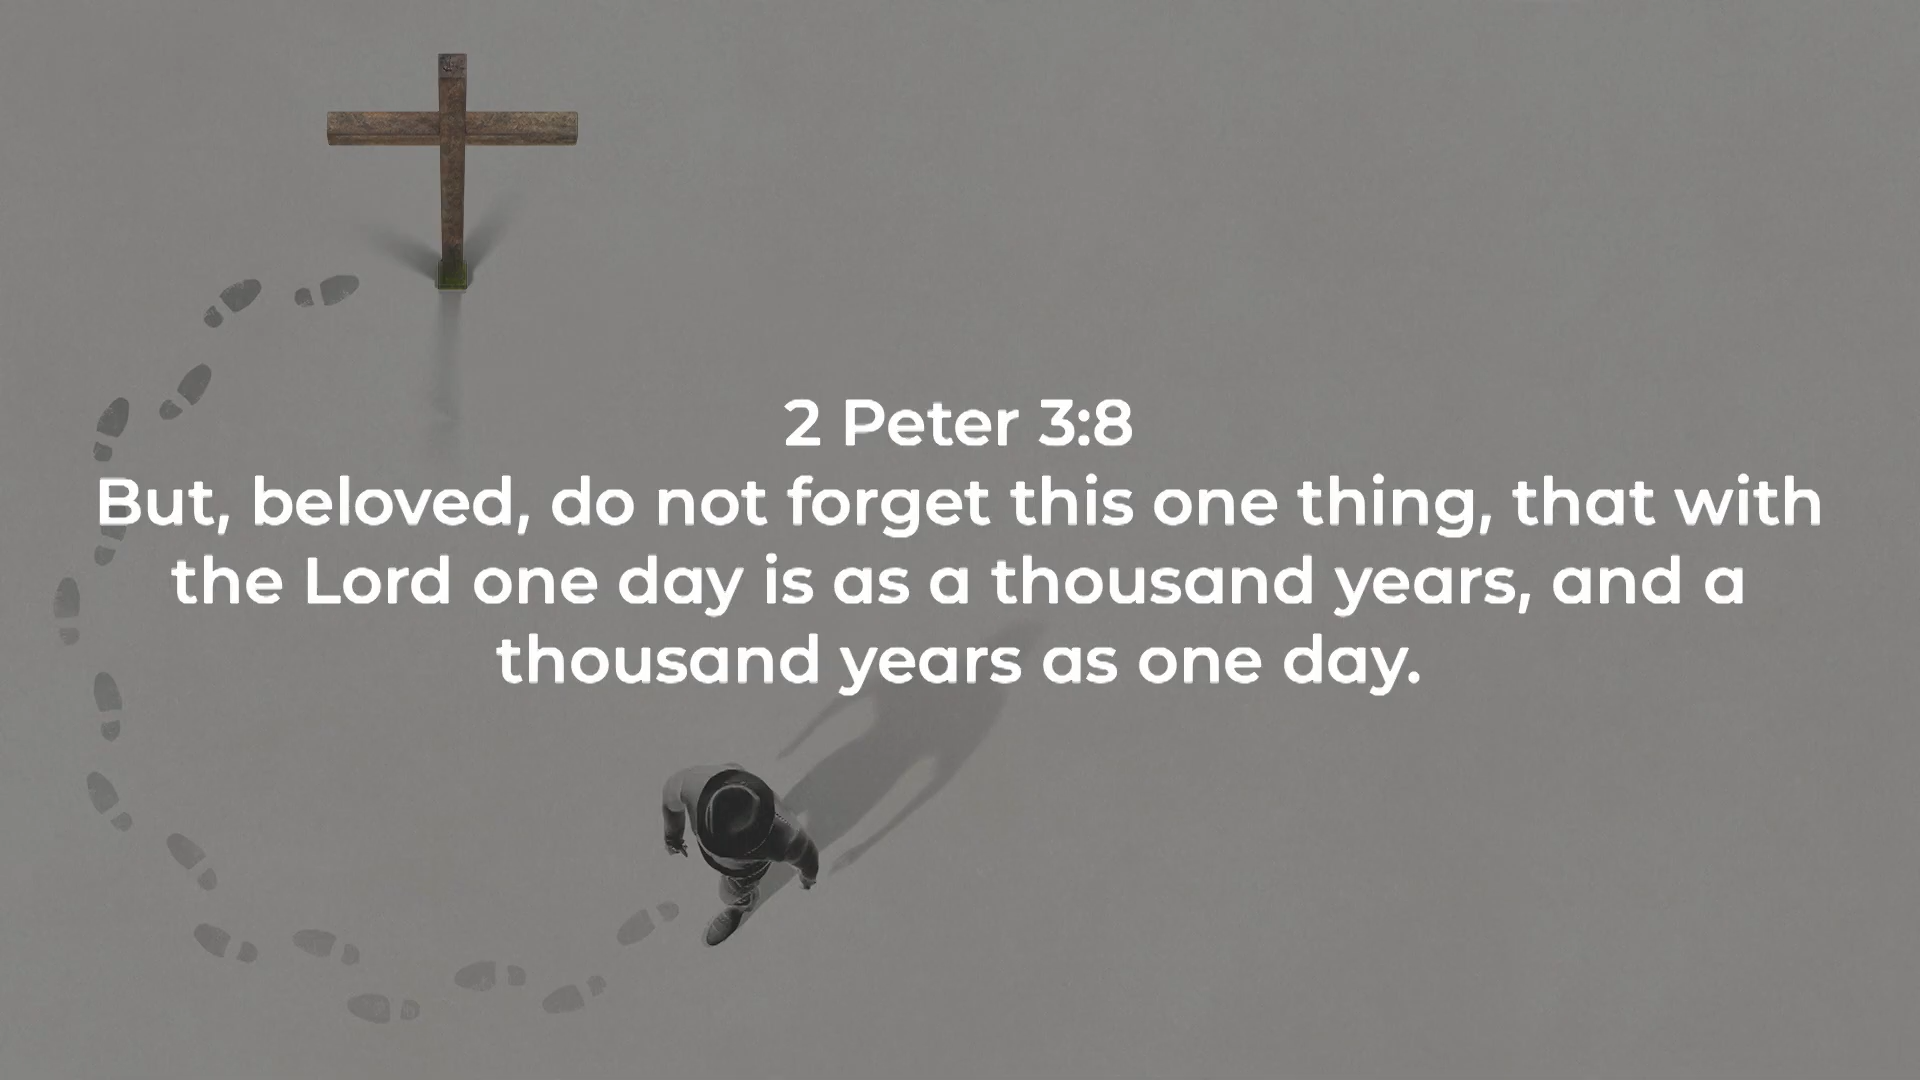 2 Peter 3:8
But, beloved, do not forget this one thing, that with
the Lord one day is as a thousand years, and a
thousand years as one day.